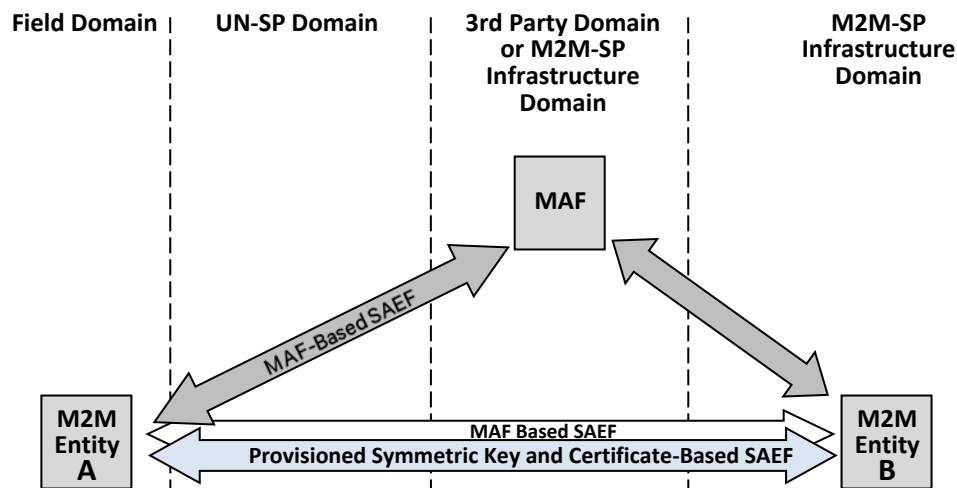 Field Domain
UN-SP Domain
3rd Party Domain
or M2M-SP
Infrastructure
Domain
M2M-SP
Infrastructure
Domain
MAF
MAF-Based SAEF
M2M
Entity
A
MAF Based SAEF
Provisioned Symmetric Key and Certificate-Based SAEF
M2M
Entity
B